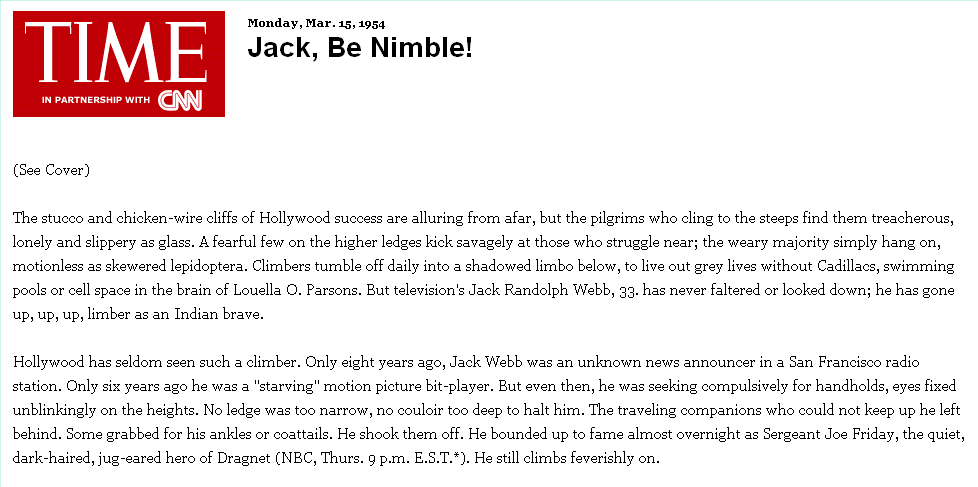 TIME
IN PARTNERSHIP WITH CNN
Monday, Mar. 15, 1954
Jack, Be Nimble!
(See Cover)
The stucco and chicken-wire cliffs of Hollywood success are alluring from afar, but the pilgrims who cling to the steeps find them treacherous,
lonely and slippery as glass. A fearful few on the higher ledges kick savagely at those who struggle near; the weary majority simply hang on,
motionless as skewered lepidoptera. Climbers tumble off daily into a shadowed limbo below, to live out grey lives without Cadillacs, swimming
pools or cell space in the brain of Louella O. Parsons. But television's Jack Randolph Webb, 33. has never faltered or looked down; he has gone
up, up, up, limber as an Indian brave.
Hollywood has seldom seen such a climber. Only eight years ago, Jack Webb was an unknown news announcer in a San Francisco radio
station. Only six years ago he was a "starving" motion picture bit-player. But even then, he was seeking compulsively for handholds, eyes fixed
unblinkingly on the heights. No ledge was too narrow, no couloir too deep to halt him. The traveling companions who could not keep up he left
behind. Some grabbed for his ankles or coattails. He shook them off. He bounded up to fame almost overnight as Sergeant Joe Friday, the quiet,
dark-haired, jug-eared hero of Dragnet (NBC, Thurs. 9 p.m. E.S.T.*). He still climbs feverishly on.